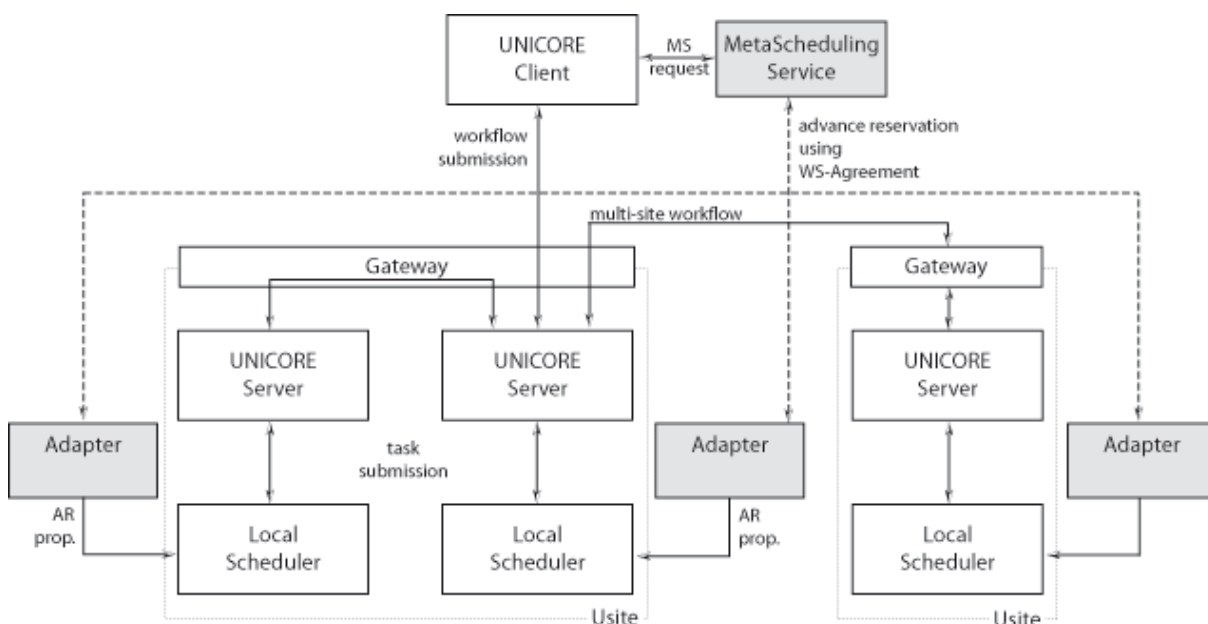 UNICORE
Client
MS
request
MetaScheduling
Service
workflow
submission
advance reservation
using
WS-Agreement
multi-site workflow
Gateway
Gateway
UNICORE
Server
UNICORE
Server
UNICORE
Server
Adapter
task
submission
Adapter
Adapter
AR
prop.
Local
Scheduler
Local
Scheduler
AR
prop.
Local
Scheduler
Usite
Usite